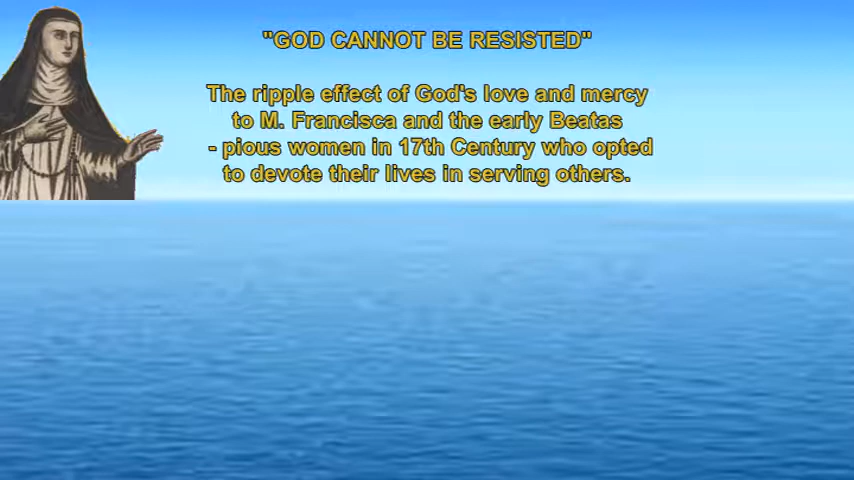 "GOD CANNOT BE RESISTED"
The ripple effect of God's love and mercy
to M. Francisca and the early Beatas
- pious women in 17th Century who opted
to devote their lives in serving others.